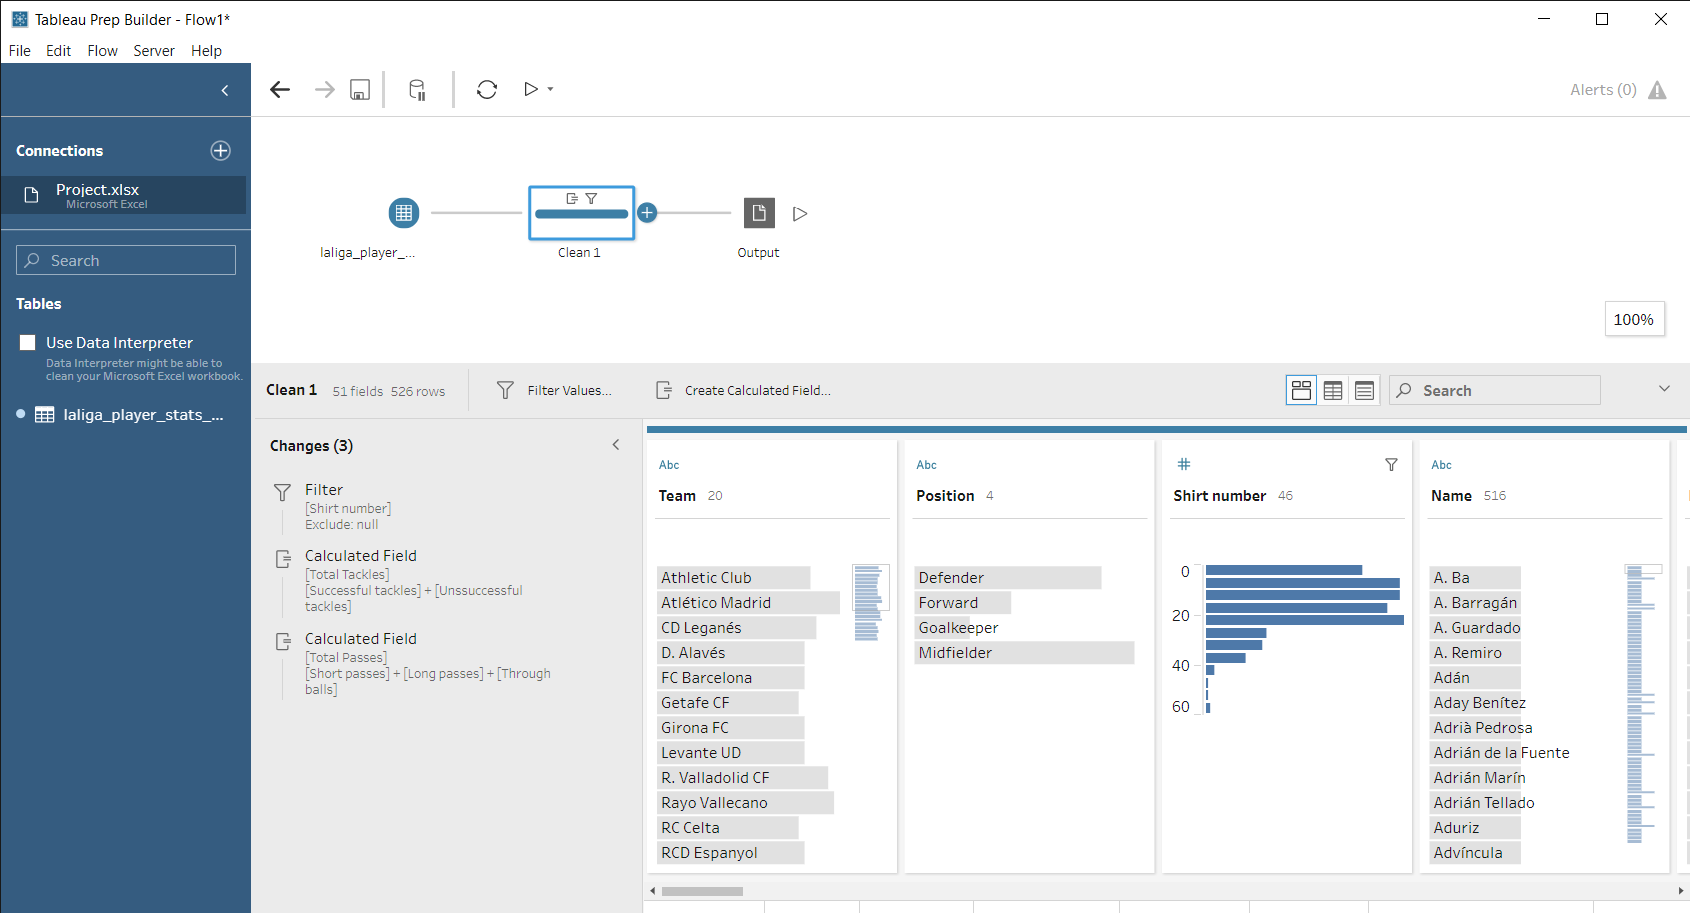 Tableau Prep Builder - Flow1*
File Edit Flow Server Help
Alerts (0)
Connections
Project.xlsx
Microsoft Excel
Search
Tables
Use Data Interpreter
Data Interpreter might be able to
clean your Microsoft Excel workbook.
laliga_player_stats_...
laliga_player_...
Clean 1
Output
100%
Clean 1 51 fields 526 rows
Filter Values...
Create Calculated Field...
Search
Changes (3)
Filter
[Shirt number]
Exclude: null
Calculated Field
[Total Tackles]
[Successful tackles] + [Unssuccessful
tackles]
Calculated Field
[Total Passes]
[Short passes] + [Long passes] + [Through
balls]
Abc
Team 20
Athletic Club
Atlético Madrid
CD Leganés
D. Alavés
FC Barcelona
Getafe CF
Girona FC
Levante UD
R. Valladolid CF
Rayo Vallecano
RC Celta
RCD Espanyol
Abc
Position 4
Defender
Forward
Goalkeeper
Midfielder
#
Shirt number 46
0
20
40
60
Abc
Name 516
A. Ba
A. Barragán
A. Guardado
A. Remiro
Adán
Aday Benítez
Adrià Pedrosa
Adrián de la Fuente
Adrián Marín
Adrián Tellado
Aduriz
Advíncula